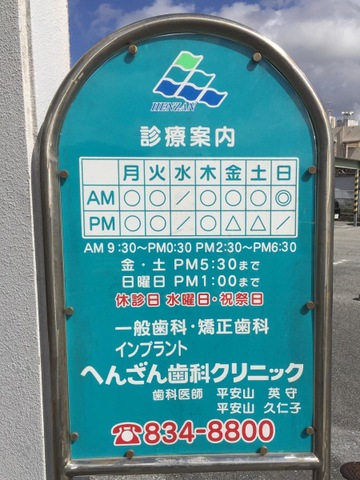 HENZAN
診療案内
月 火 水 木 金 土 日
AM ○ ○ / ○ ○ ○ ◎
PM ○ ○ / ○ △ △ /
AM 9:30〜PM0:30 PM2:30〜PM6:30
金・土 PM5:30まで
日曜日 PM1:00まで
休診日 水曜日・祝祭日
一般歯科・矯正歯科
インプラント
へんざん歯科クリニック
歯科医師 平安山 英守
平安山 久仁子
☎834-8800